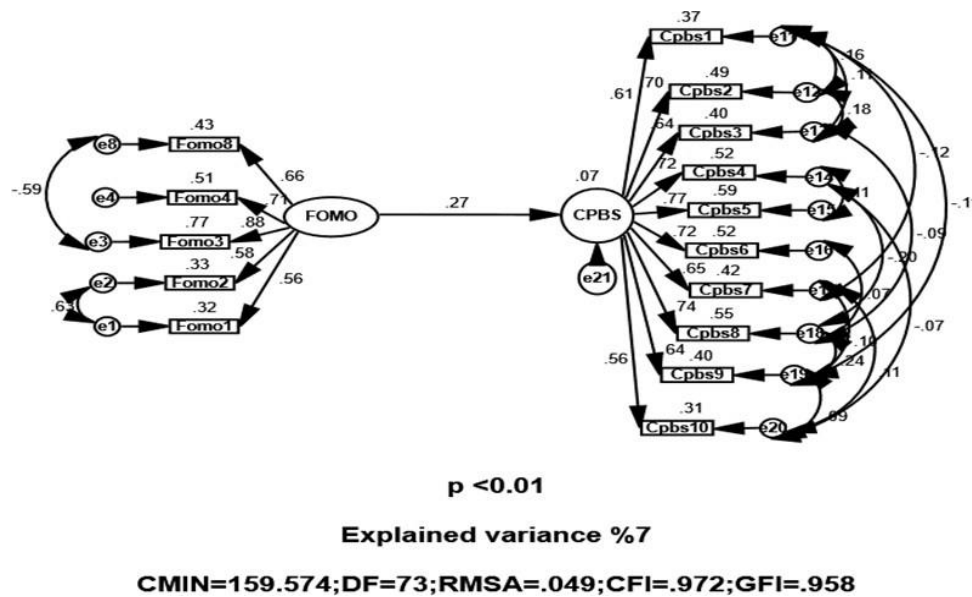 .37
Cpbs1
e11
.16
.11
.49
.70
Cpbs2
e12
.61
.18
.40
.43
.64
Cpbs3
e8
Fomo8
-.12
.52
.66
.72
Cpbs4
e14
.07
-.59
.51
.59
e4
Fomo4
.71
.77
Cpbs5
e15
FOMO
.27
CPBS
.77
.88
.52
e3
Fomo3
.72
Cpbs6
e16
-.09
.58
-.20
.33
.65
.42
e2
Fomo2
.56
e21
Cpbs7
.07
.63
.32
.74
.55
e1
Fomo1
Cpbs8
e18
-.07
.10
.64
.40
.24
.56
Cpbs9
e19
.11
.31
.09
Cpbs10
e20
p <0.01
Explained variance %7
CMIN=159.574;DF=73;RMSA=.049;CFI=.972;GFI=.958